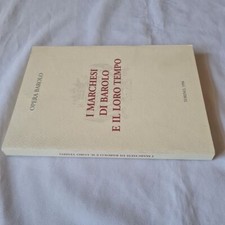 OPERA BAROLO
I MARCHESI
DI BAROLO
E IL LORO TEMPO